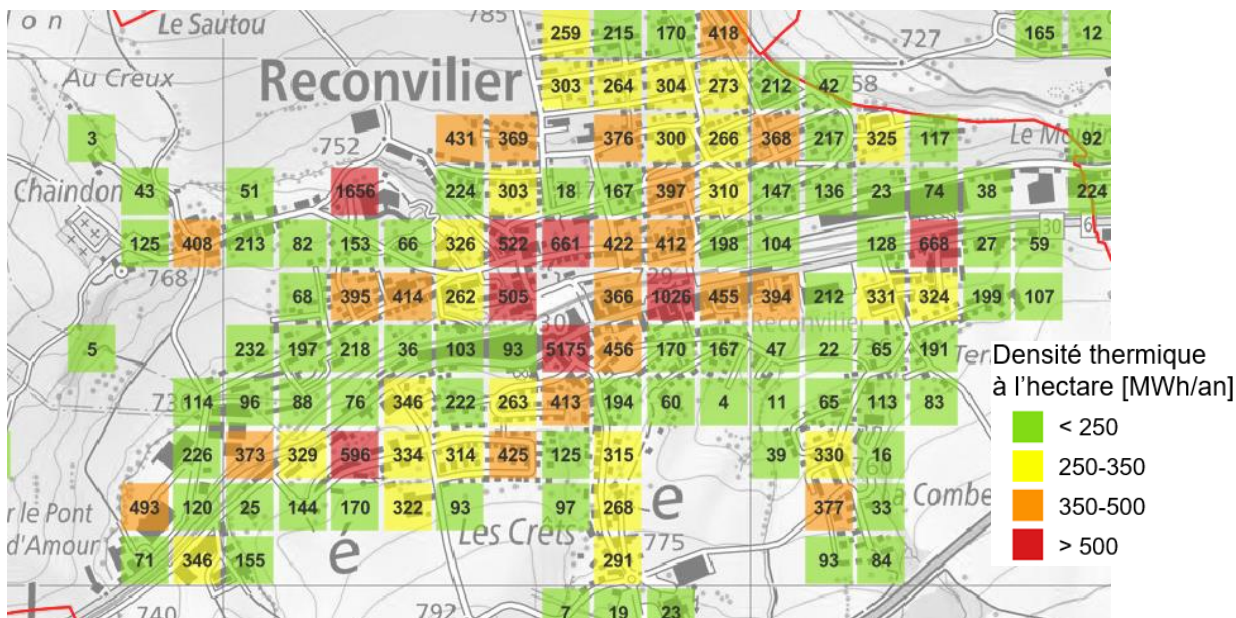 o n Le Sautou 785 259 215 170 418 727 165 12
Au Creux Reconvilier 303 264 304 273 212 42 758
3 752 431 369 376 300 266 368 217 325 117 Le 92
Chaindon 43 51 1656 224 303 18 167 397 310 147 136 23 74 38 224
125 408 213 82 153 66 326 522 661 422 412 198 104 128 668 27 59 30 6
768 68 395 414 262 505 366 1026 455 394 212 331 324 199 107
5 232 197 218 36 103 93 730 5175 456 170 167 Reconvilier 47 22 65 191
114 96 88 76 346 222 263 413 194 60 4 11 65 113 83
226 373 329 596 334 314 425 125 315 39 330 16 760
493 120 25 144 170 322 93 97 268 e 377 33
r le Pont
d'Amour
Les Crêts
71 346 155 é 291 775 93 84
740 792 7 19 23
Densité thermique
à l'hectare [MWh/an]
< 250
250-350
350-500
> 500